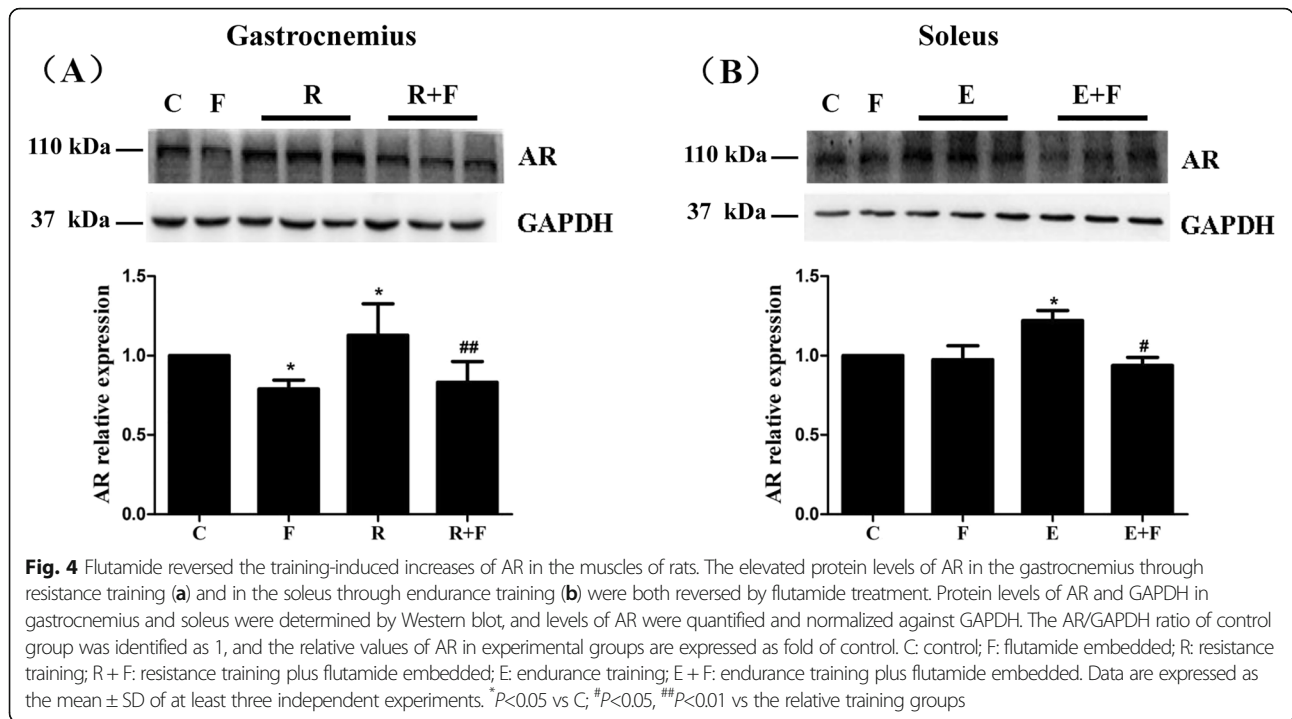 Gastrocnemius
(A)
C F R R+F
110 kDa AR
37 kDa GAPDH
AR relative expression
1.5
1.0
0.5
0.0
* * ##
C F R R+F
Soleus
(B)
C F E E+F
110 kDa AR
37 kDa GAPDH
AR relative expression
1.5
1.0
0.5
0.0
* #
C F E E+F
Fig. 4 Flutamide reversed the training-induced increases of AR in the muscles of rats. The elevated protein levels of AR in the gastrocnemius through
resistance training (a) and in the soleus through endurance training (b) were both reversed by flutamide treatment. Protein levels of AR and GAPDH in
gastrocnemius and soleus were determined by Western blot, and levels of AR were quantified and normalized against GAPDH. The AR/GAPDH ratio of control
group was identified as 1, and the relative values of AR in experimental groups are expressed as fold of control. C: control; F: flutamide embedded; R: resistance
training; R + F: resistance training plus flutamide embedded; E: endurance training; E + F: endurance training plus flutamide embedded. Data are expressed as
the mean ± SD of at least three independent experiments. *P<0.05 vs C; #P<0.05, ##P<0.01 vs the relative training groups